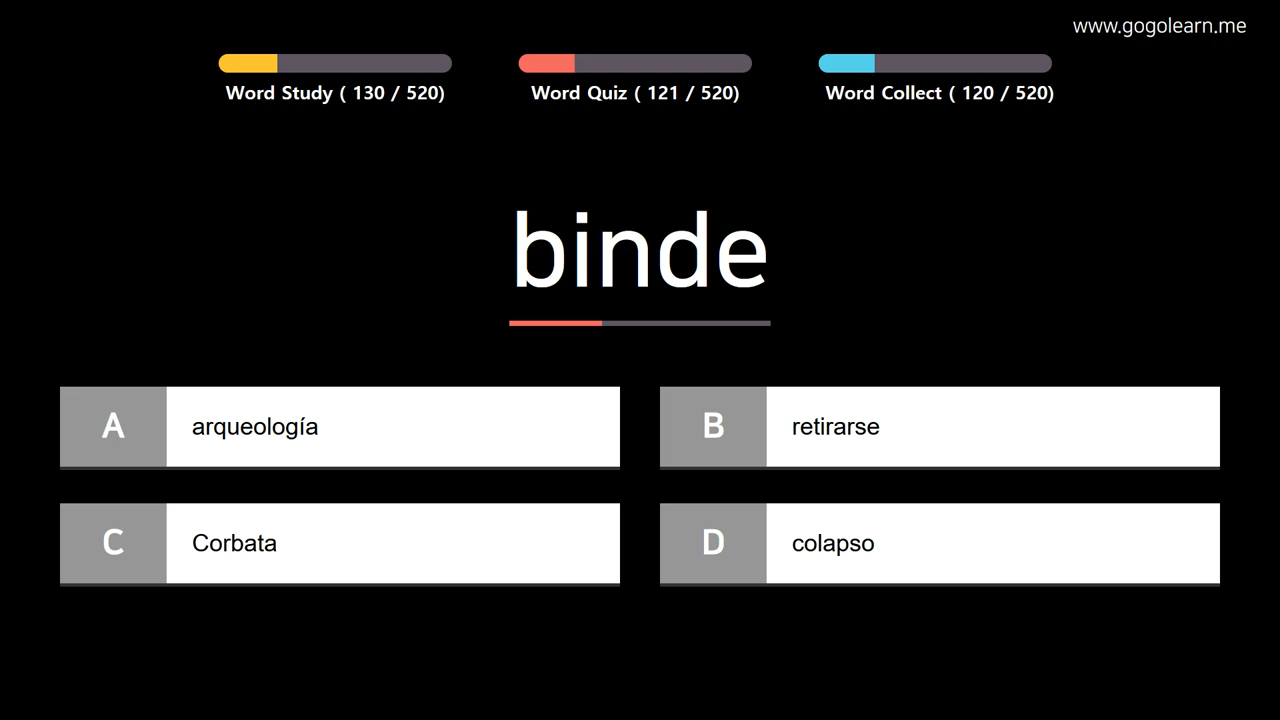 www.gogolearn.me
Word Study ( 130 / 520)
Word Quiz ( 121 / 520)
Word Collect ( 120 / 520)
binde
A arqueología
B retirarse
C Corbata
D colapso